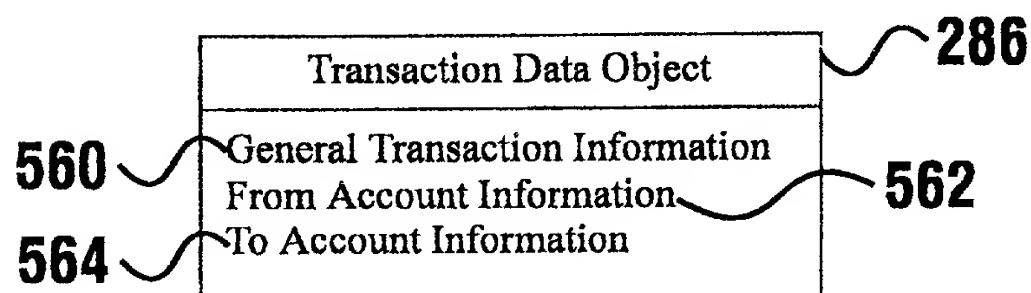 286
Transaction Data Object
560
General Transaction Information
From Account Information
562
564
To Account Information